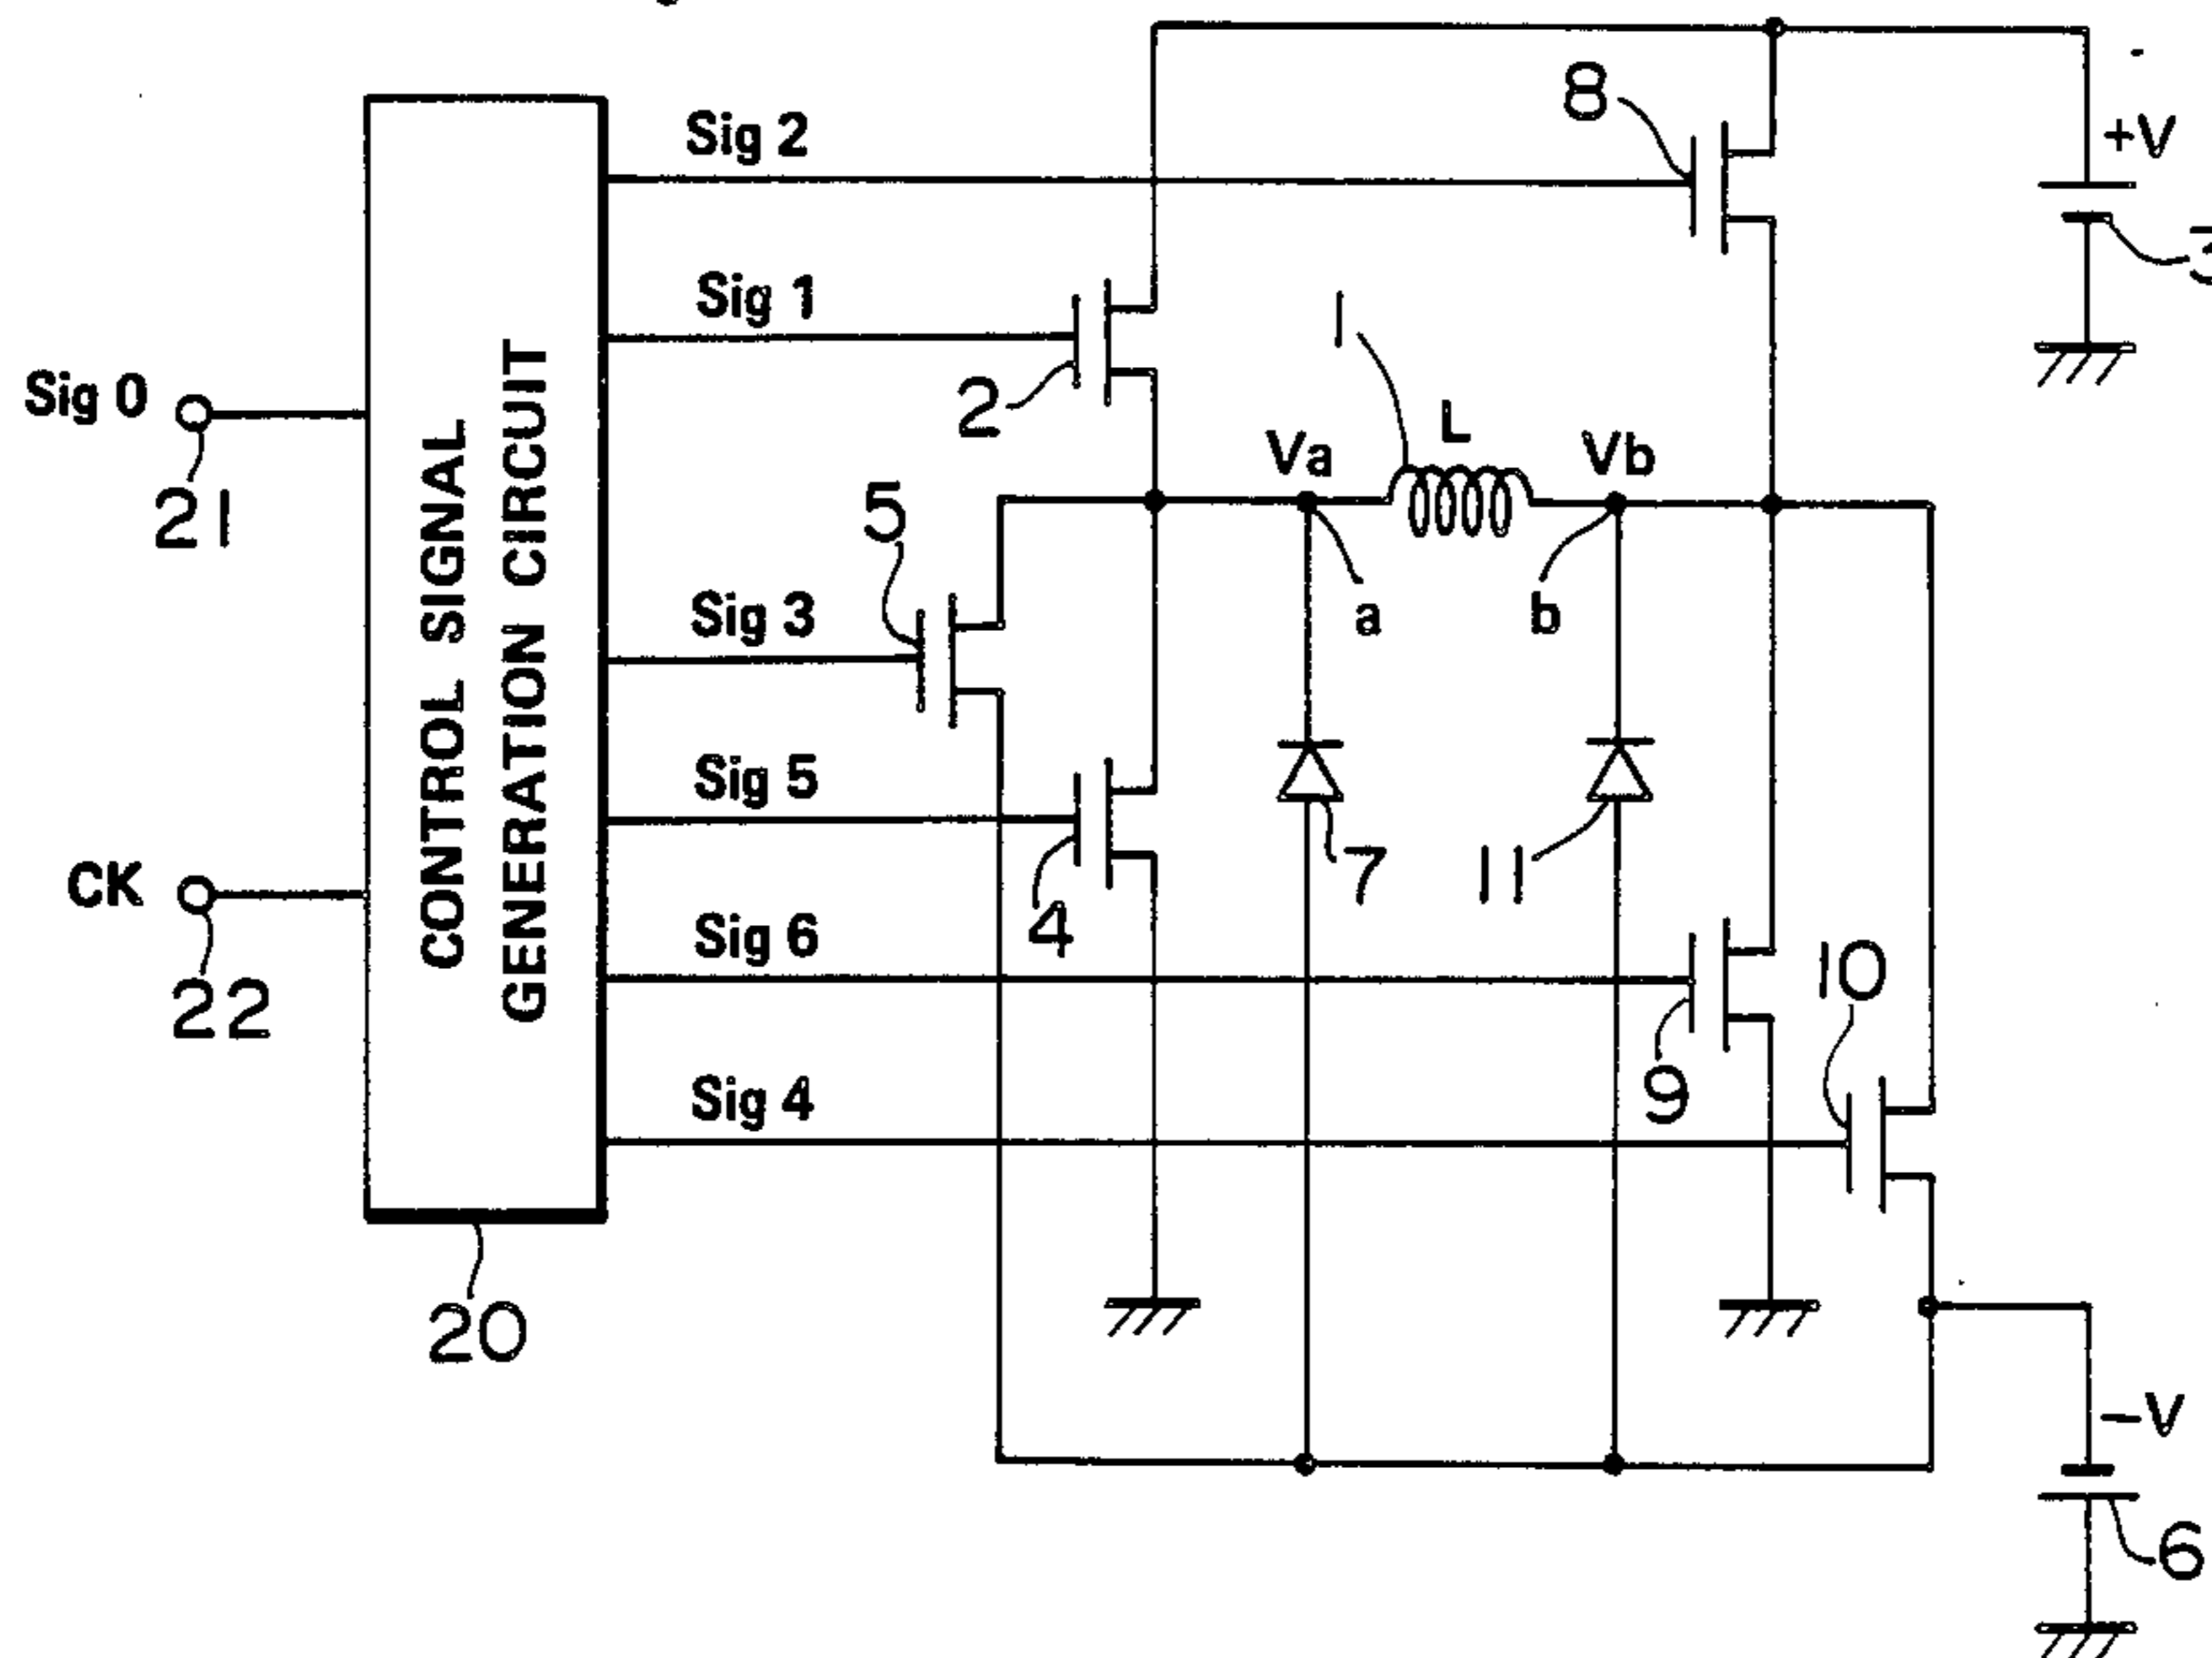 8
+V
Sig 2
3
Sig 1
1
2
L
Va
Vb
Sig 0
21
5
a
b
Sig 3
CONTROL SIGNAL
GENERATION CIRCUIT
Sig 5
7
11
4
CK
22
Sig 6
10
9
Sig 4
20
-V
6